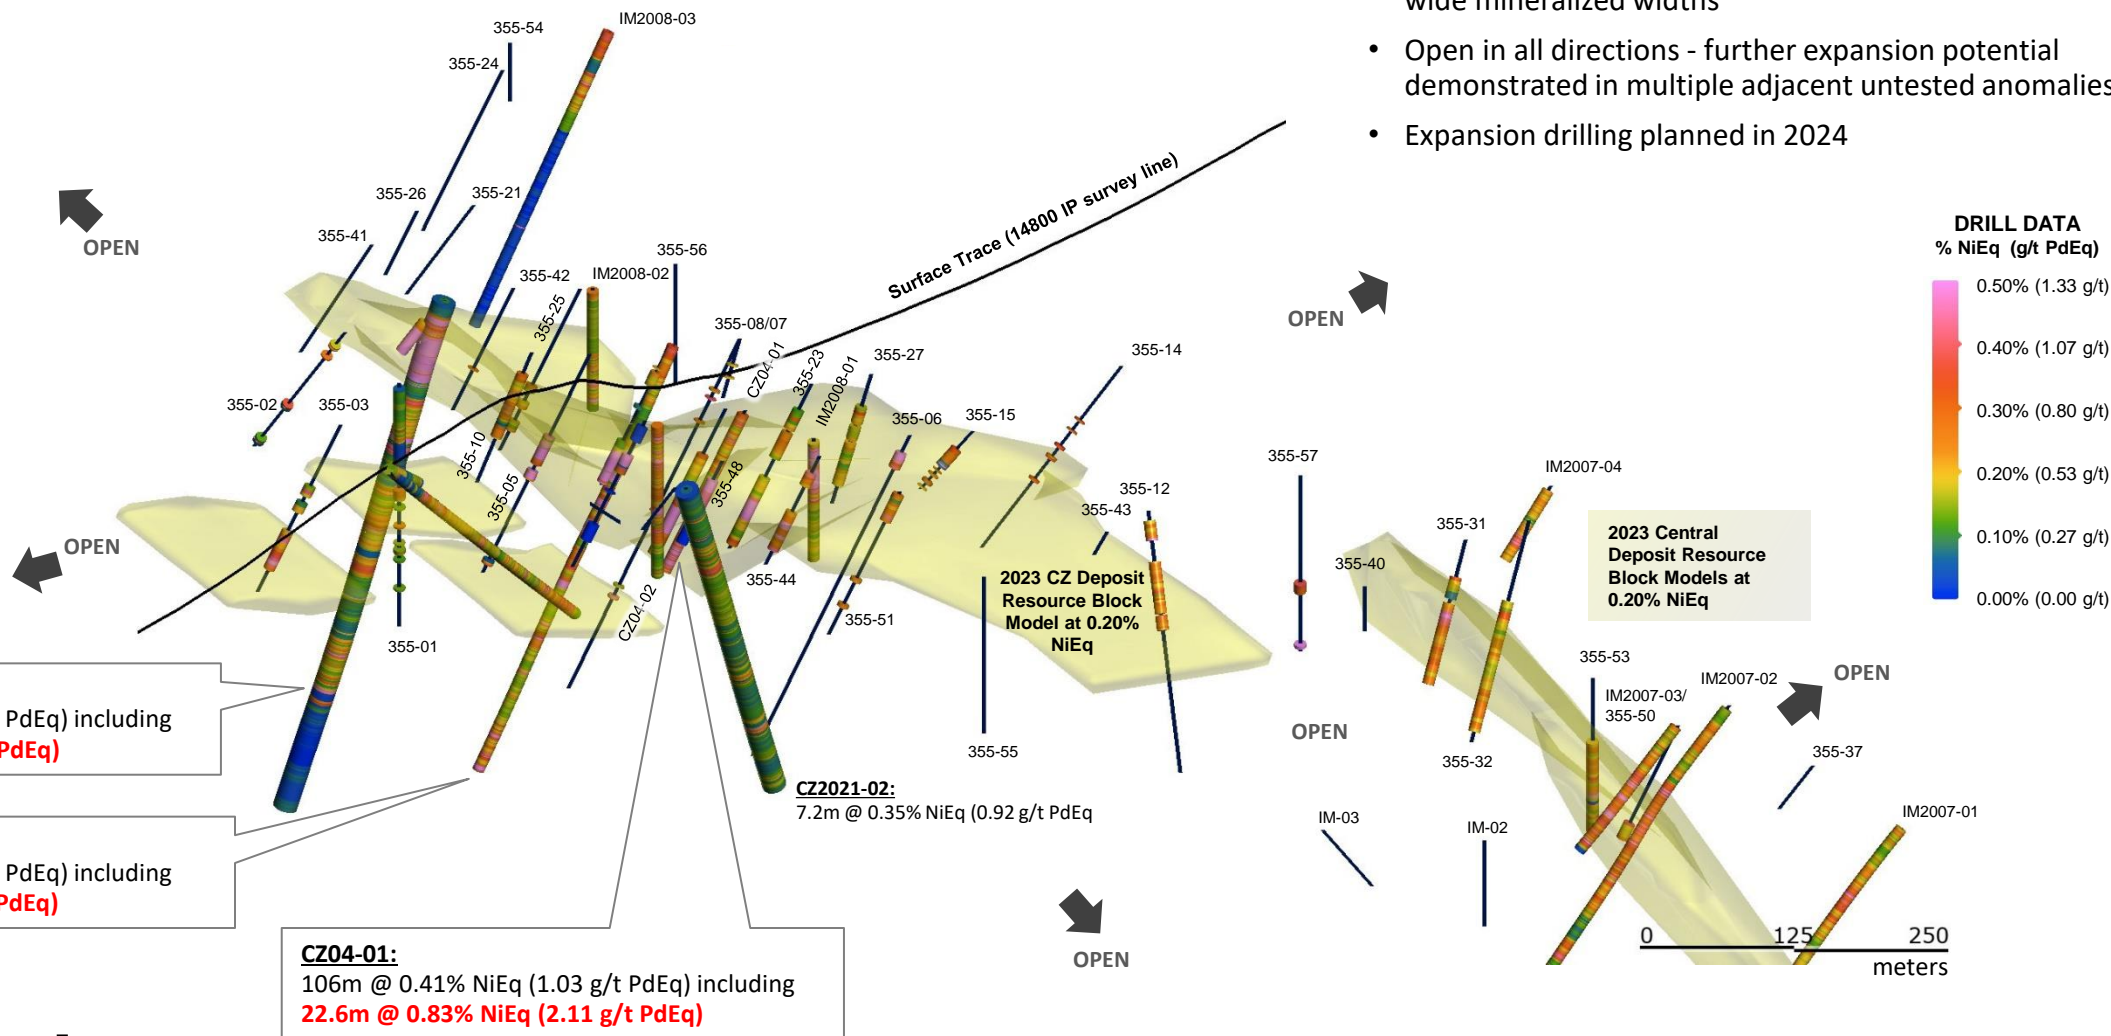 wide mineralized widths
• Open in all directions - further expansion potential
demonstrated in multiple adjacent untested anomalies
• Expansion drilling planned in 2024
355-54
IM2008-03
355-24
355-26
355-21
355-41
OPEN
355-42
IM2008-02
355-56
355-25
Surface Trace (14800 IP survey line)
355-08/07
CZ04-01
355-23
IM2008-01
355-27
355-14
355-02
355-03
355-10
355-05
355-48
355-06
355-15
355-12
355-43
355-44
355-51
CZ04-02
355-01
OPEN
2023 CZ Deposit
Resource Block
Model at 0.20%
NiEq
355-55
OPEN
355-57
IM2007-04
355-31
355-40
355-32
2023 Central
Deposit Resource
Block Models at
0.20% NiEq
355-53
IM2007-03/
355-50
IM2007-02
OPEN
355-37
IM2007-01
OPEN
IM-03
IM-02
OPEN
DRILL DATA
% NiEq (g/t PdEq)
0.50% (1.33 g/t)
0.40% (1.07 g/t)
0.30% (0.80 g/t)
0.20% (0.53 g/t)
0.10% (0.27 g/t)
0.00% (0.00 g/t)
PdEq) including
PdEq)
PdEq) including
PdEq)
CZ2021-02:
7.2m @ 0.35% NiEq (0.92 g/t PdEq
CZ04-01:
106m @ 0.41% NiEq (1.03 g/t PdEq) including
22.6m @ 0.83% NiEq (2.11 g/t PdEq)
0 125 250
meters